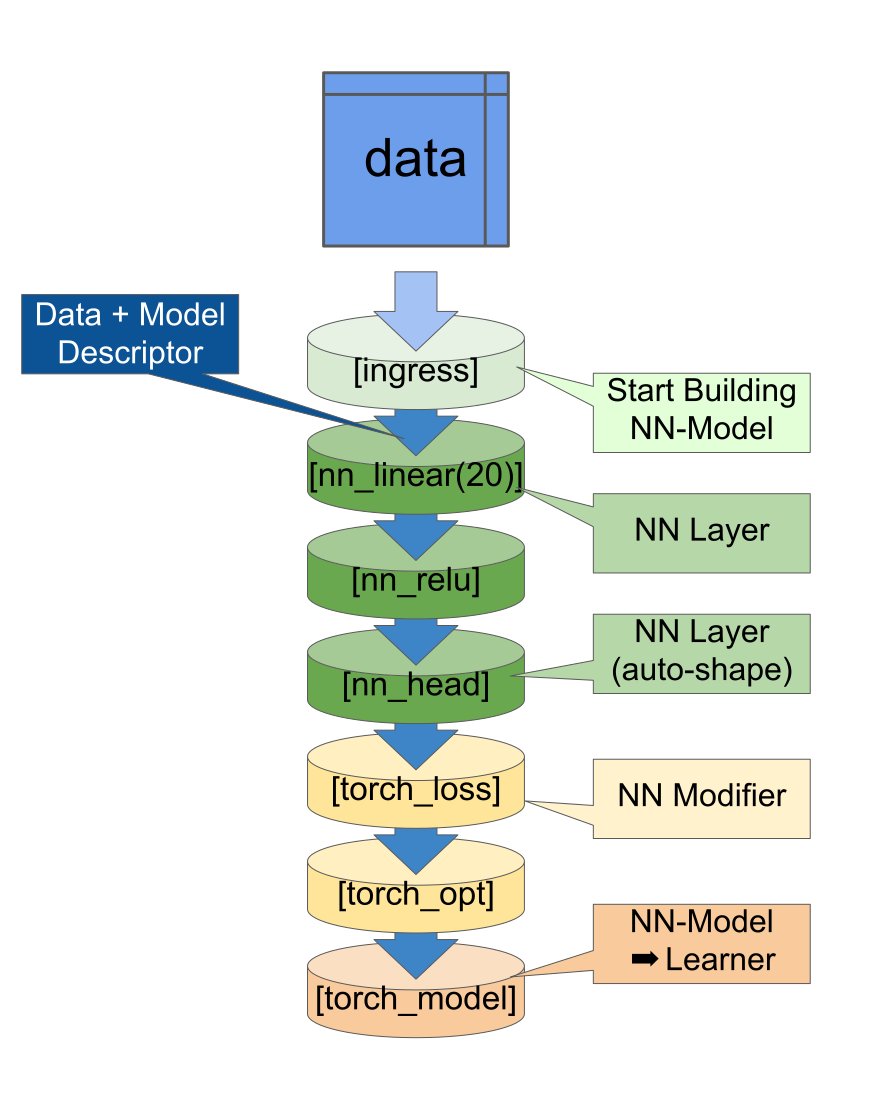 data
Data + Model
Descriptor
[ingress]
Start Building
NN-Model
[nn_linear(20)]
NN Layer
[nn_relu]
NN Layer
(auto-shape)
[nn_head]
[torch_loss]
NN Modifier
[torch_opt]
NN-Model
➡ Learner
[torch_model]